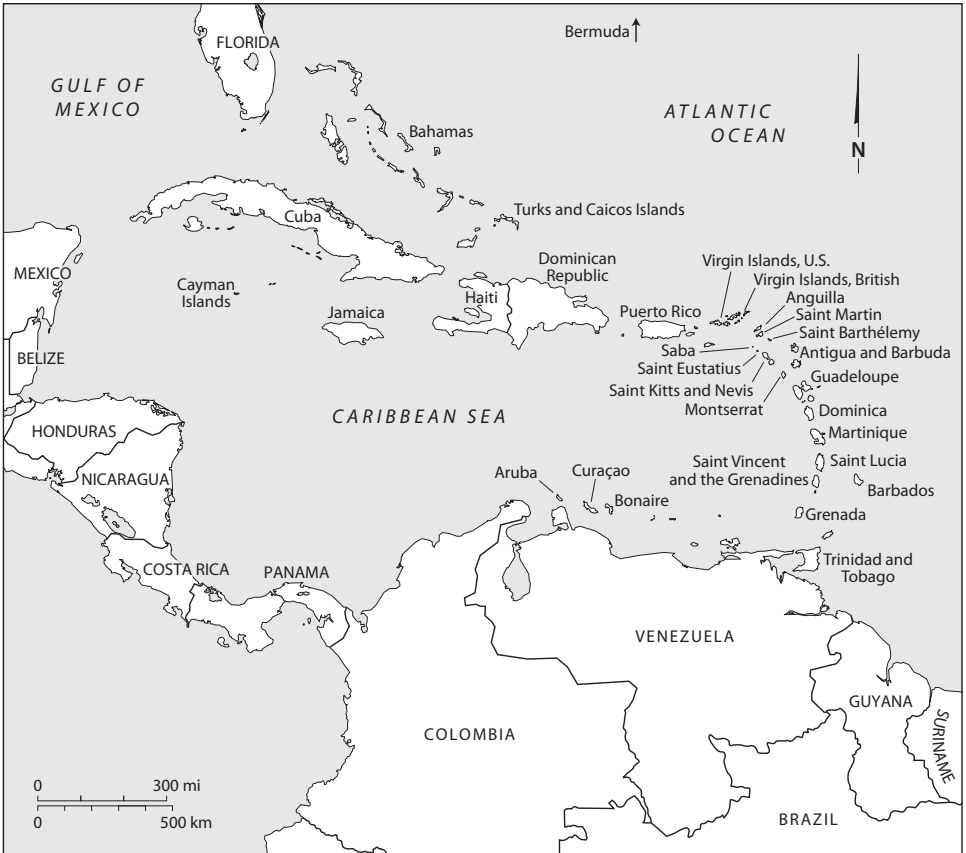 Bermuda
FLORIDA
GULF OF
MEXICO
ATLANTIC
OCEAN
Bahamas
N
Turks and Caicos Islands
Cuba
MEXICO
Cayman
Islands
Jamaica
Haiti
Dominican
Republic
Puerto Rico
Virgin Islands, U.S.
Virgin Islands, British
Anguilla
Saint Martin
Saint Barthélemy
Saba
Antigua and Barbuda
Saint Eustatius
Saint Kitts and Nevis
Guadeloupe
Montserrat
Dominica
BELIZE
CARIBBEAN SEA
HONDURAS
Martinique
NICARAGUA
Aruba
Curaçao
Bonaire
Saint Vincent
and the Grenadines
Saint Lucia
Barbados
Grenada
COSTA RICA
PANAMA
Trinidad and
Tobago
VENEZUELA
GUYANA
SURINAME
COLOMBIA
BRAZIL
0 300 mi
0 500 km